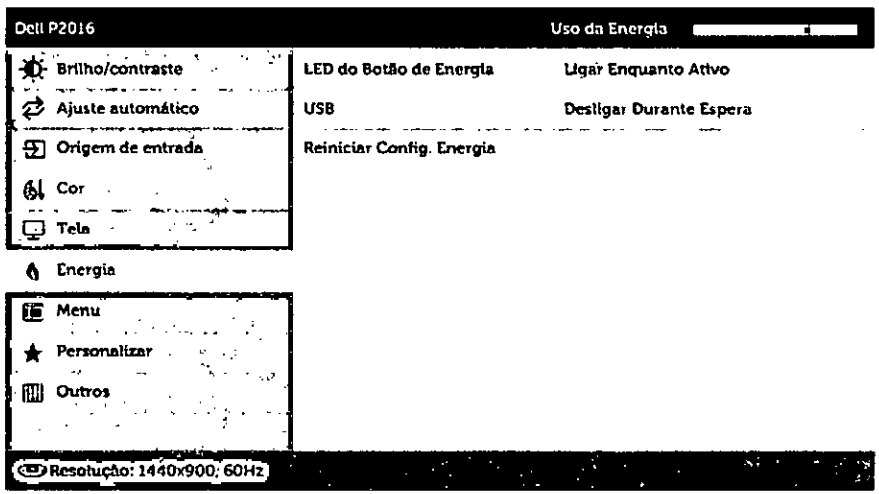 Dell P2016 Uso da Energia
Brilho/contraste LED do Botão de Energia Ligar Enquanto Ativo
Ajuste automático USB Desligar Durante Espera
Origem de entrada Reiniciar Config. Energia
Cor
Tela
Energia
Menu
Personalizar
Outros
Resolução: 1440x900, 60Hz